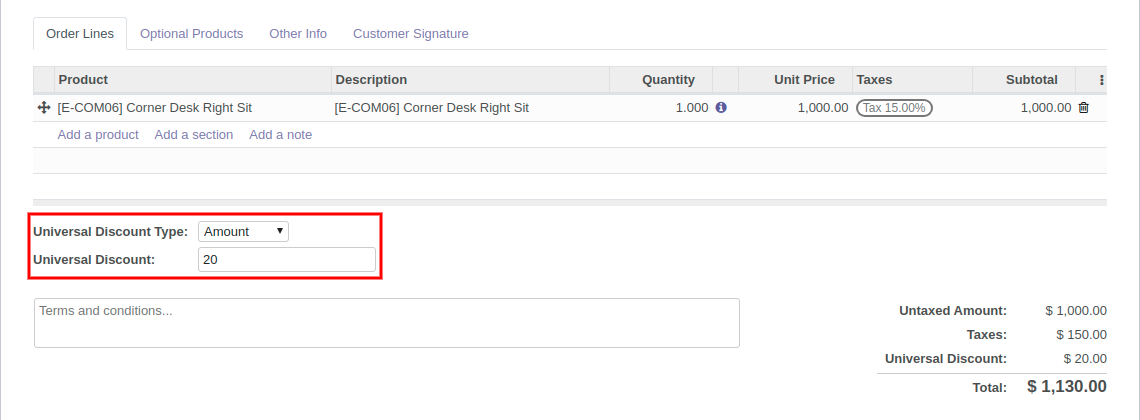 Order Lines Optional Products Other Info Customer Signature
Product Description Quantity Unit Price Taxes Subtotal
[E-COM06] Corner Desk Right Sit [E-COM06] Corner Desk Right Sit 1.000 1,000.00 Tax 15.00% 1,000.00
Add a product Add a section Add a note
Universal Discount Type: Amount
Universal Discount: 20
Terms and conditions...
Untaxed Amount: $ 1,000.00
Taxes: $ 150.00
Universal Discount: $ 20.00
Total: $ 1,130.00